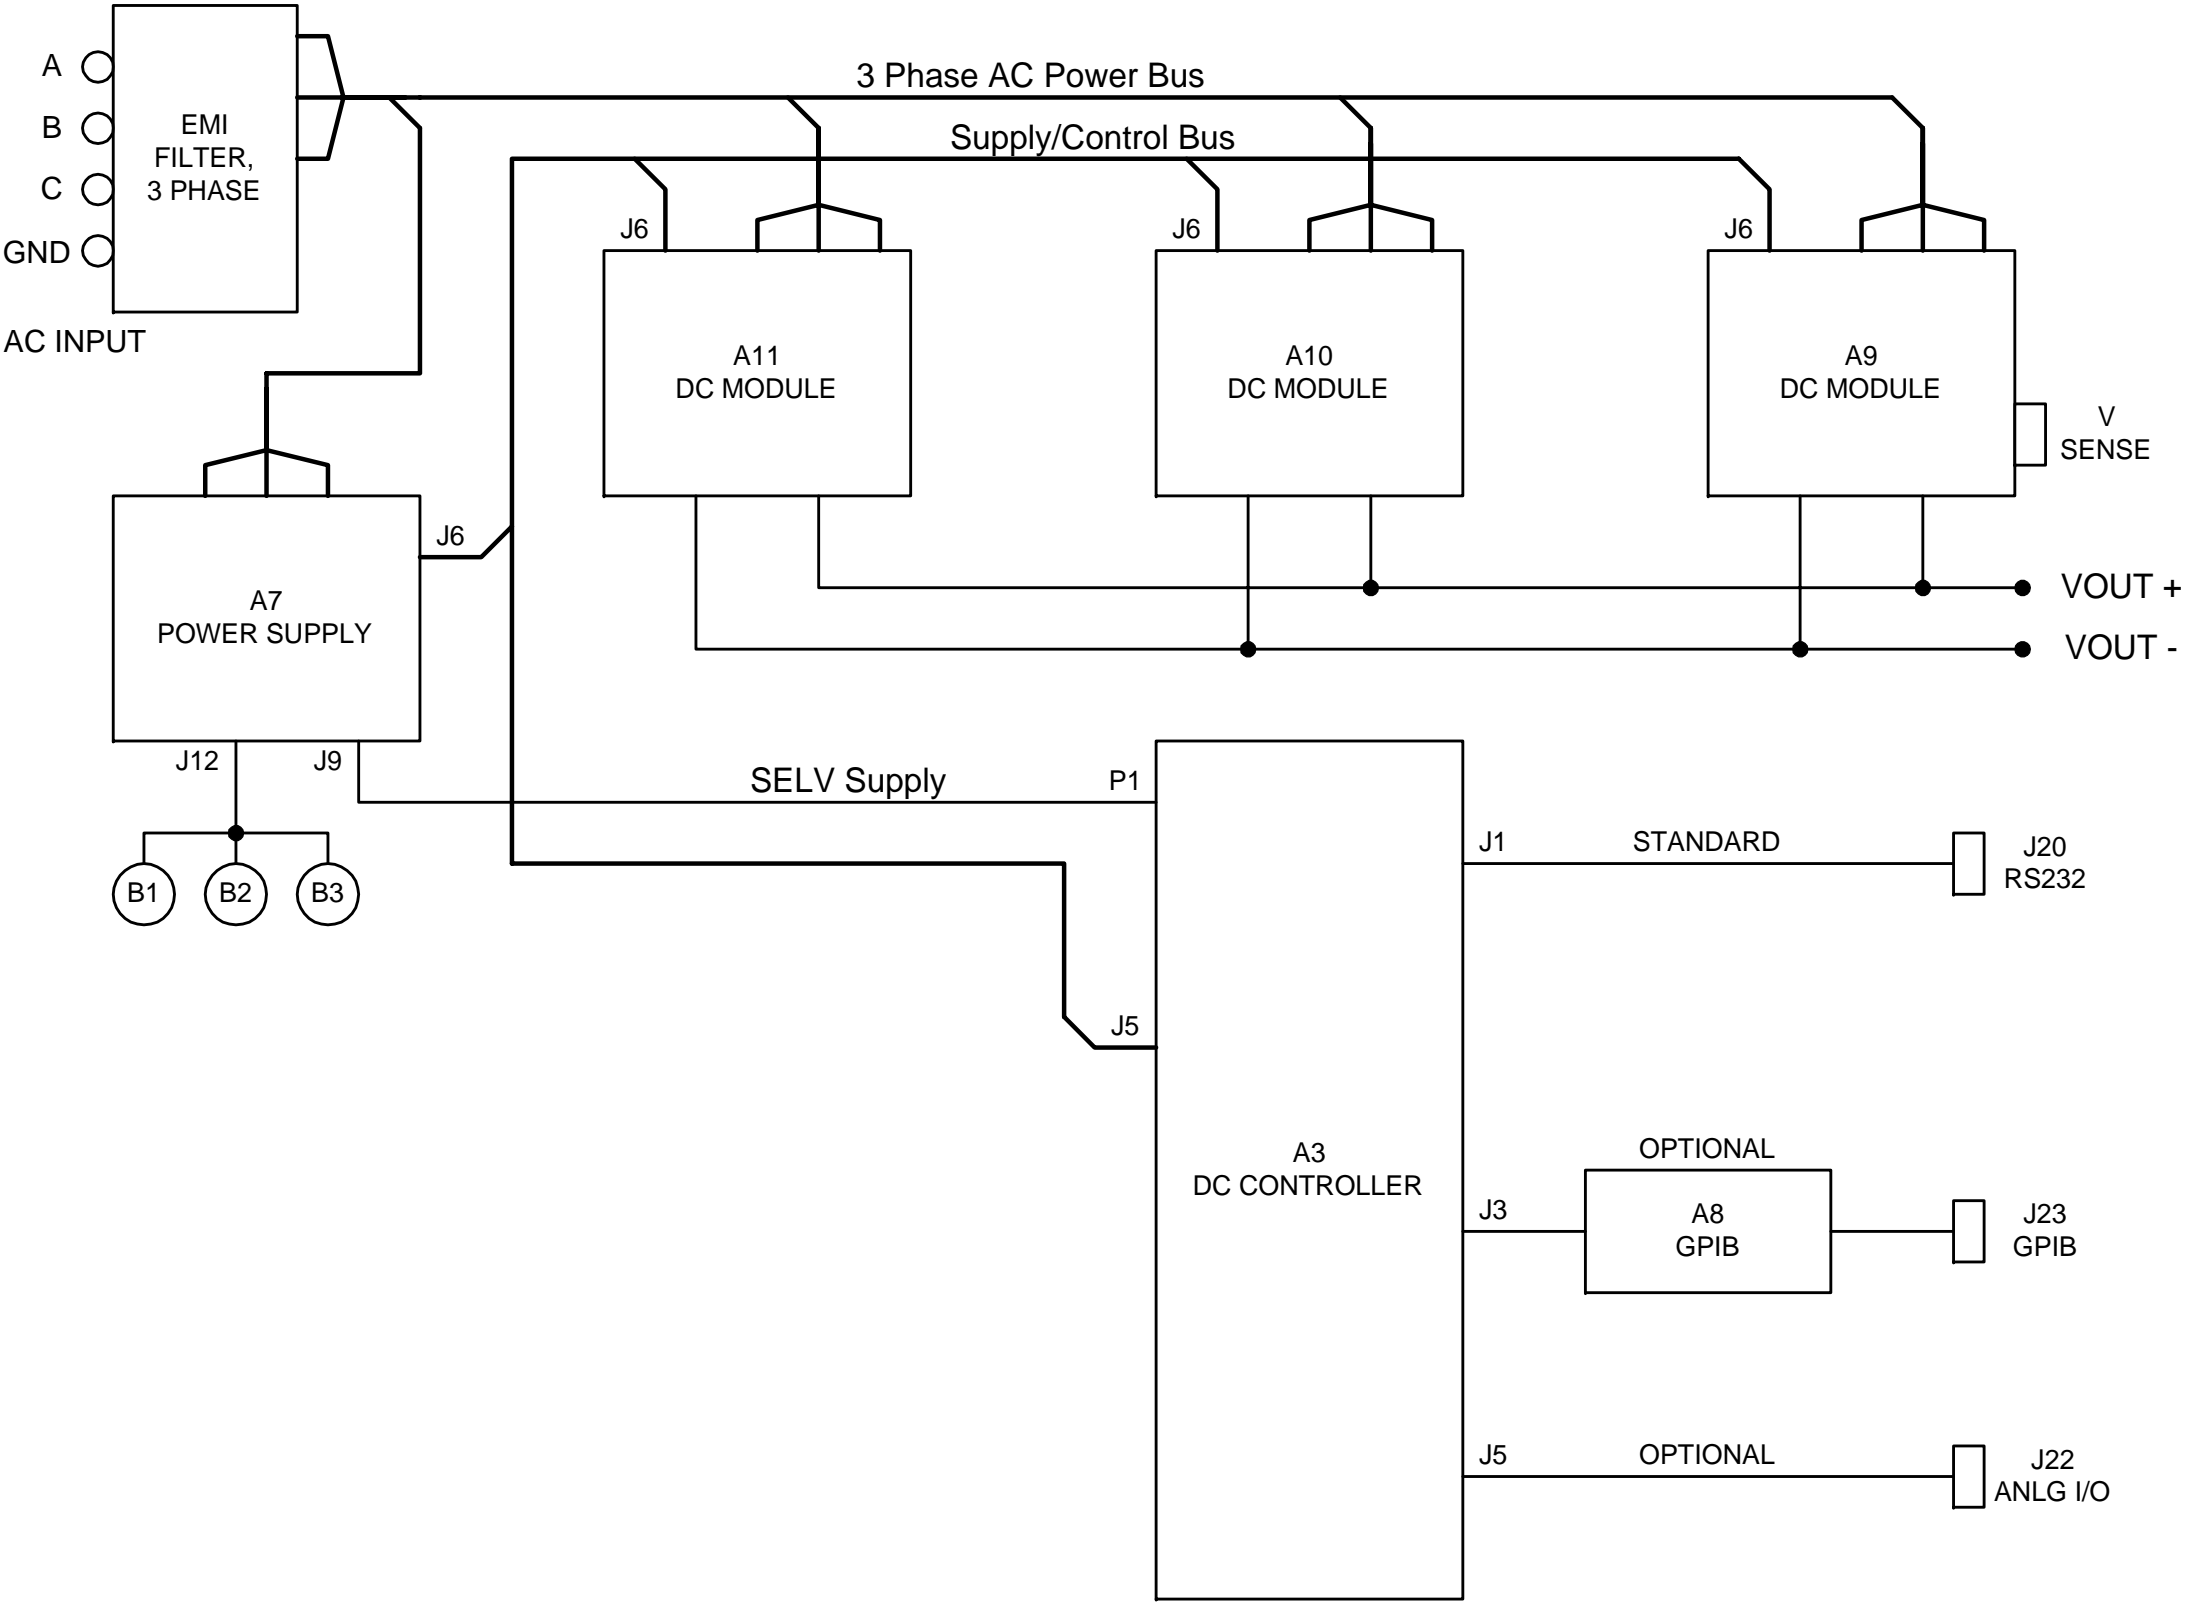 A
B
C
GND
AC INPUT
EMI
FILTER,
3 PHASE
3 Phase AC Power Bus
Supply/Control Bus
J6
A11
DC MODULE
J6
A10
DC MODULE
J6
A9
DC MODULE
V
SENSE
J6
A7
POWER SUPPLY
VOUT +
VOUT -
J12
J9
B1
B2
B3
SELV Supply
P1
J5
A3
DC CONTROLLER
J1
STANDARD
J20
RS232
J3
OPTIONAL
A8
GPIB
J23
GPIB
J5
OPTIONAL
J22
ANLG I/O